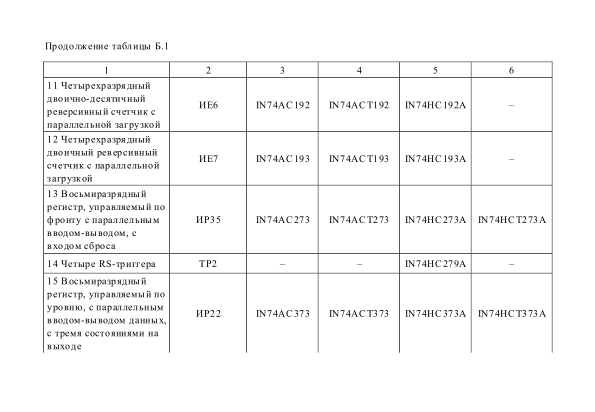 Продолжение таблицы Б.1
1 2 3 4 5 6
11 Четырехразрядный
двоично-десятичный
реверсивный счетчик с
параллельной загрузкой
ИЕ6 IN74AC192 IN74ACT192 IN74HC192A –
12 Четырехразрядный
двоичный реверсивный
счетчик с параллельной
загрузкой
ИЕ7 IN74AC193 IN74ACT193 IN74HC193A –
13 Восьмиразрядный
регистр, управляемый по
фронту с параллельным
вводом-выводом, с
входом сброса
ИР35 IN74AC273 IN74ACT273 IN74HC273A IN74HCT273A
14 Четыре RS-триггера ТР2 – – IN74HC279A –
15 Восьмиразрядный
регистр, управляемый по
уровню, с параллельным
вводом-выводом данных,
с тремя состояниями на
выходе
ИР22 IN74AC373 IN74ACT373 IN74HC373A IN74HCT373A